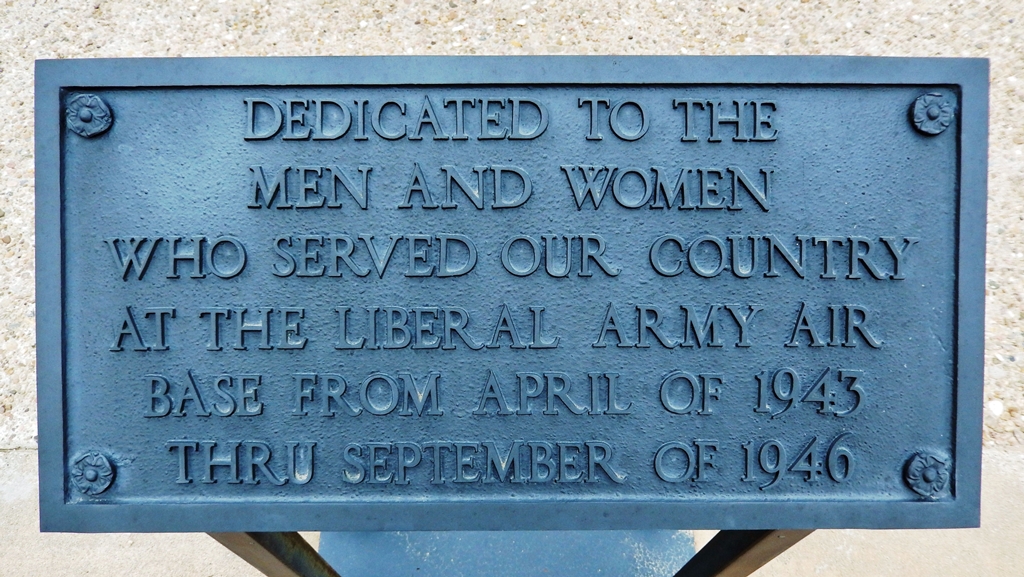 DEDICATED TO THE
MEN AND WOMEN
WHO SERVED OUR COUNTRY
AT THE LIBERAL ARMY AIR
BASE FROM APRIL OF 1943
THRU SEPTEMBER OF 1946